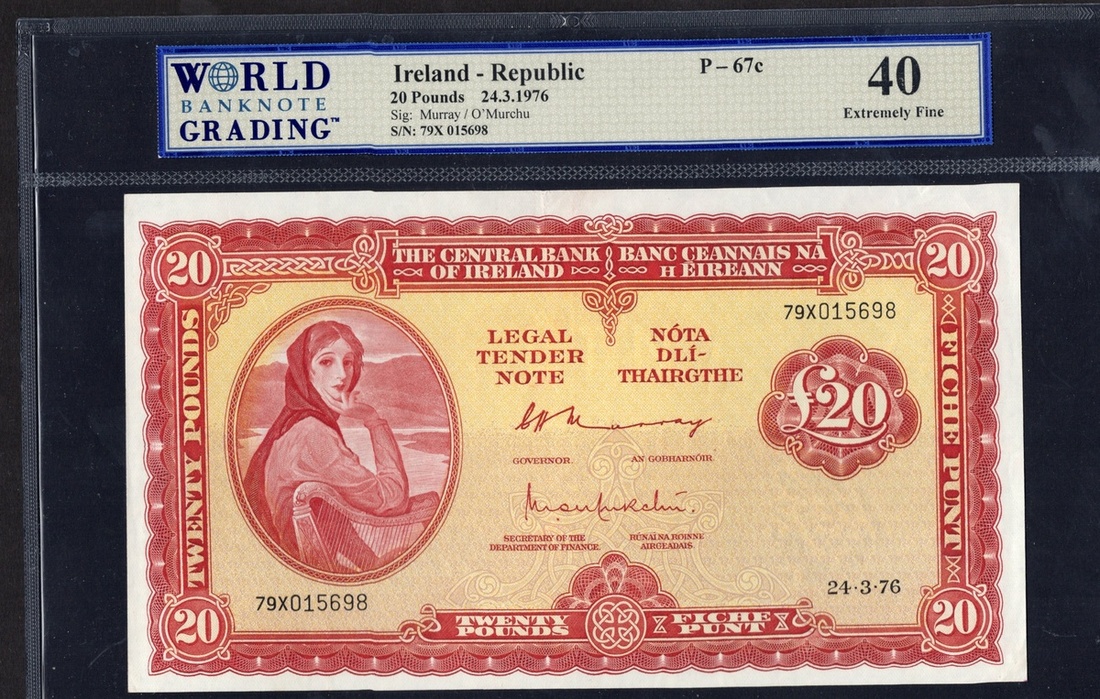 WORLD
BANKNOTE
GRADING™
Ireland - Republic
20 Pounds 24.3.1976
Sig: Murray / O'Murchu
S/N: 79X 015698
P – 67c
40
Extremely Fine
20
THE CENTRAL BANK
OF IRELAND
BANC CEANNAIS NA
H EIREANN
20
TWENTY POUNDS
FICHE PUNT
79X015698
LEGAL
TENDER
NOTE
NÓTA
DLÍ-
THAIRGTHE
£20
GOVERNOR.
AN GOBHARNÓIR
SECRETARY OF THE
DEPARTMENT OF FINANCE.
RÚNAÍ NA ROINNE
AIRGEADAIS.
79X015698
24·3·76
20
TWENTY
POUNDS
FICHE
PUNT
20